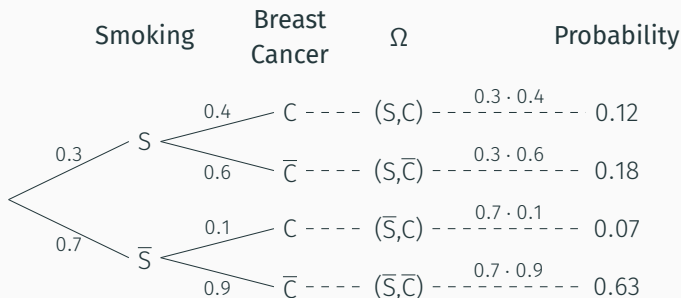 Smoking Breast Cancer Ω Probability
0.4 C (S,C) 0.3 · 0.4 0.12
0.3 S
0.6 C̅ (S,C̅) 0.3 · 0.6 0.18
0.1 C (S̅,C) 0.7 · 0.1 0.07
0.7 S̅
0.9 C̅ (S̅,C̅) 0.7 · 0.9 0.63